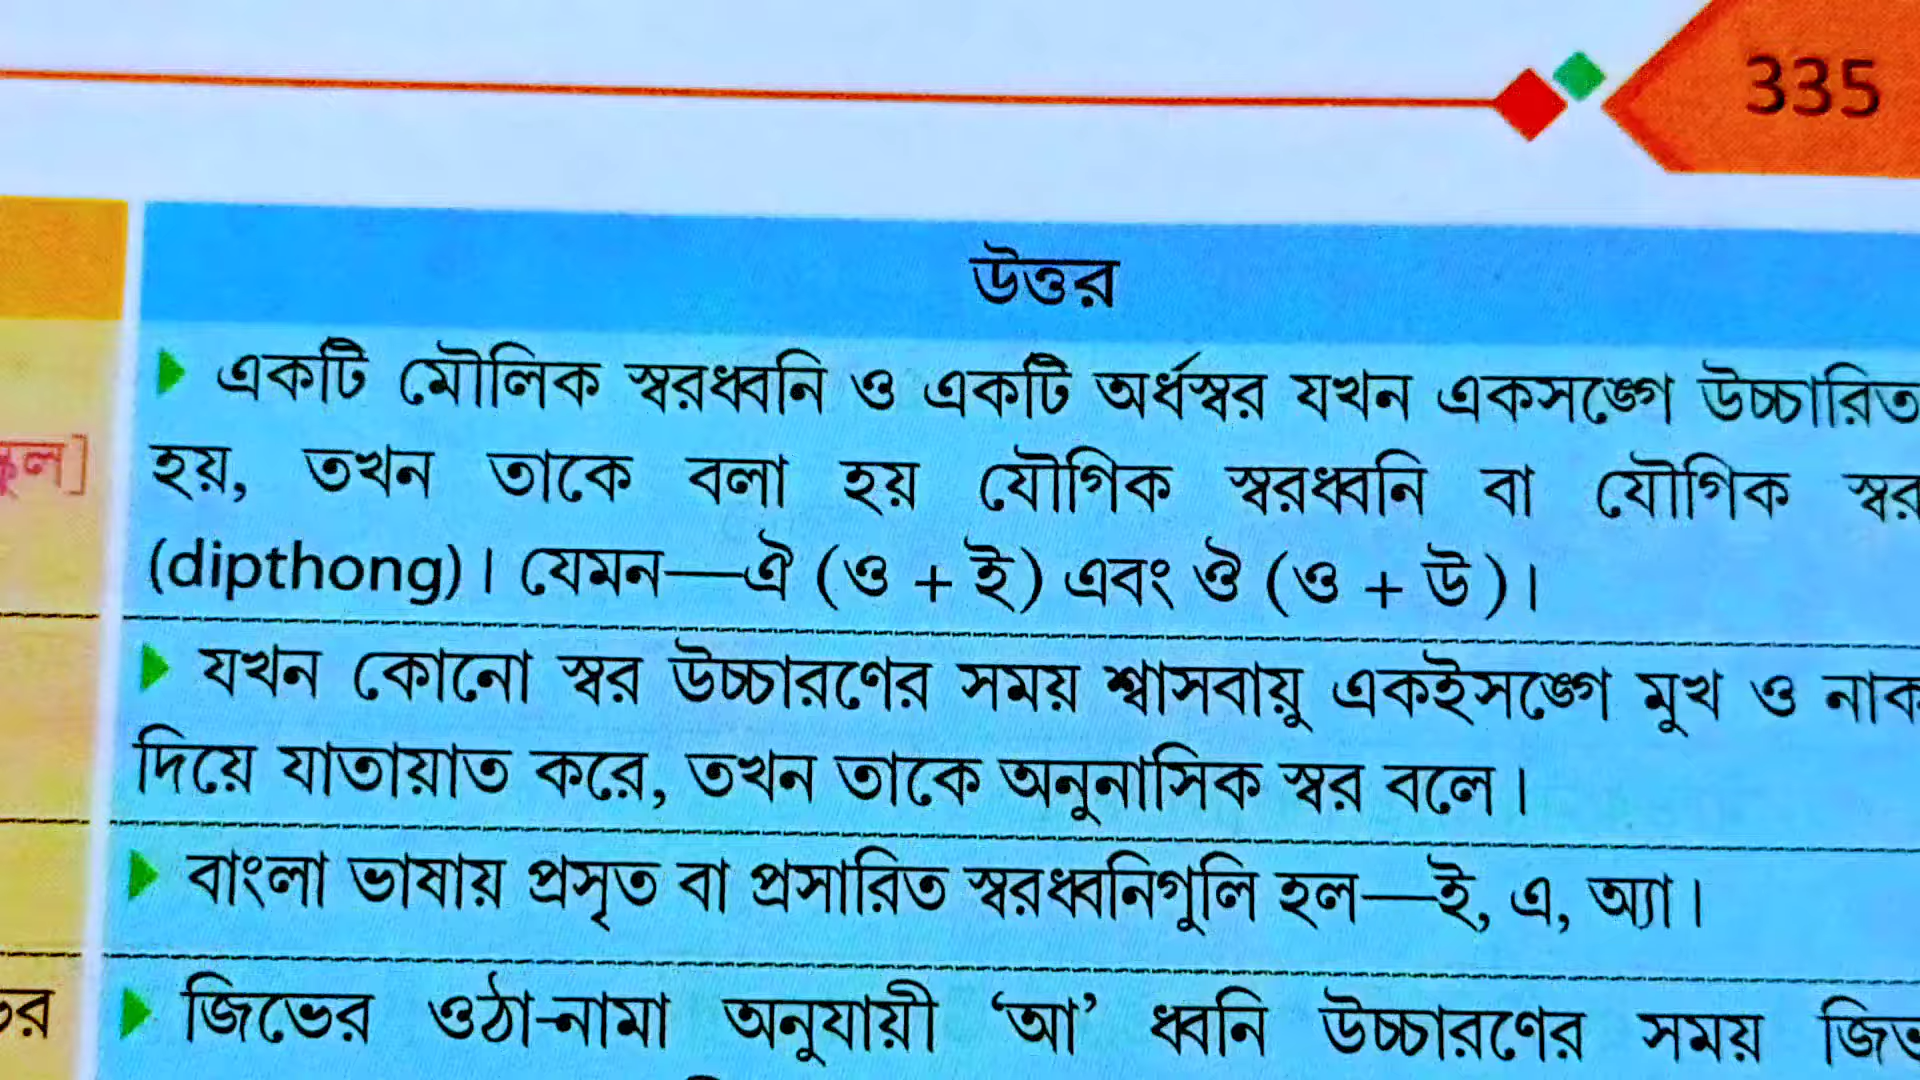 335
উত্তর
একটি মৌলিক স্বরধ্বনি ও একটি অর্ধস্বর যখন একসঙ্গে উচ্চারিত
হয়, তখন তাকে বলা হয় যৌগিক স্বরধ্বনি বা যৌগিক স্বর
(dipthong)। যেমন—ঐ (ও + ই) এবং ঔ (ও + উ)।
যখন কোনো স্বর উচ্চারণের সময় শ্বাসবায়ু একইসঙ্গে মুখ ও নাক
দিয়ে যাতায়াত করে, তখন তাকে অনুনাসিক স্বর বলে।
বাংলা ভাষায় প্রসৃত বা প্রসারিত স্বরধ্বনিগুলি হল—ই, এ, অ্যা।
জিভের ওঠা-নামা অনুযায়ী ‘আ’ ধ্বনি উচ্চারণের সময় জিভ